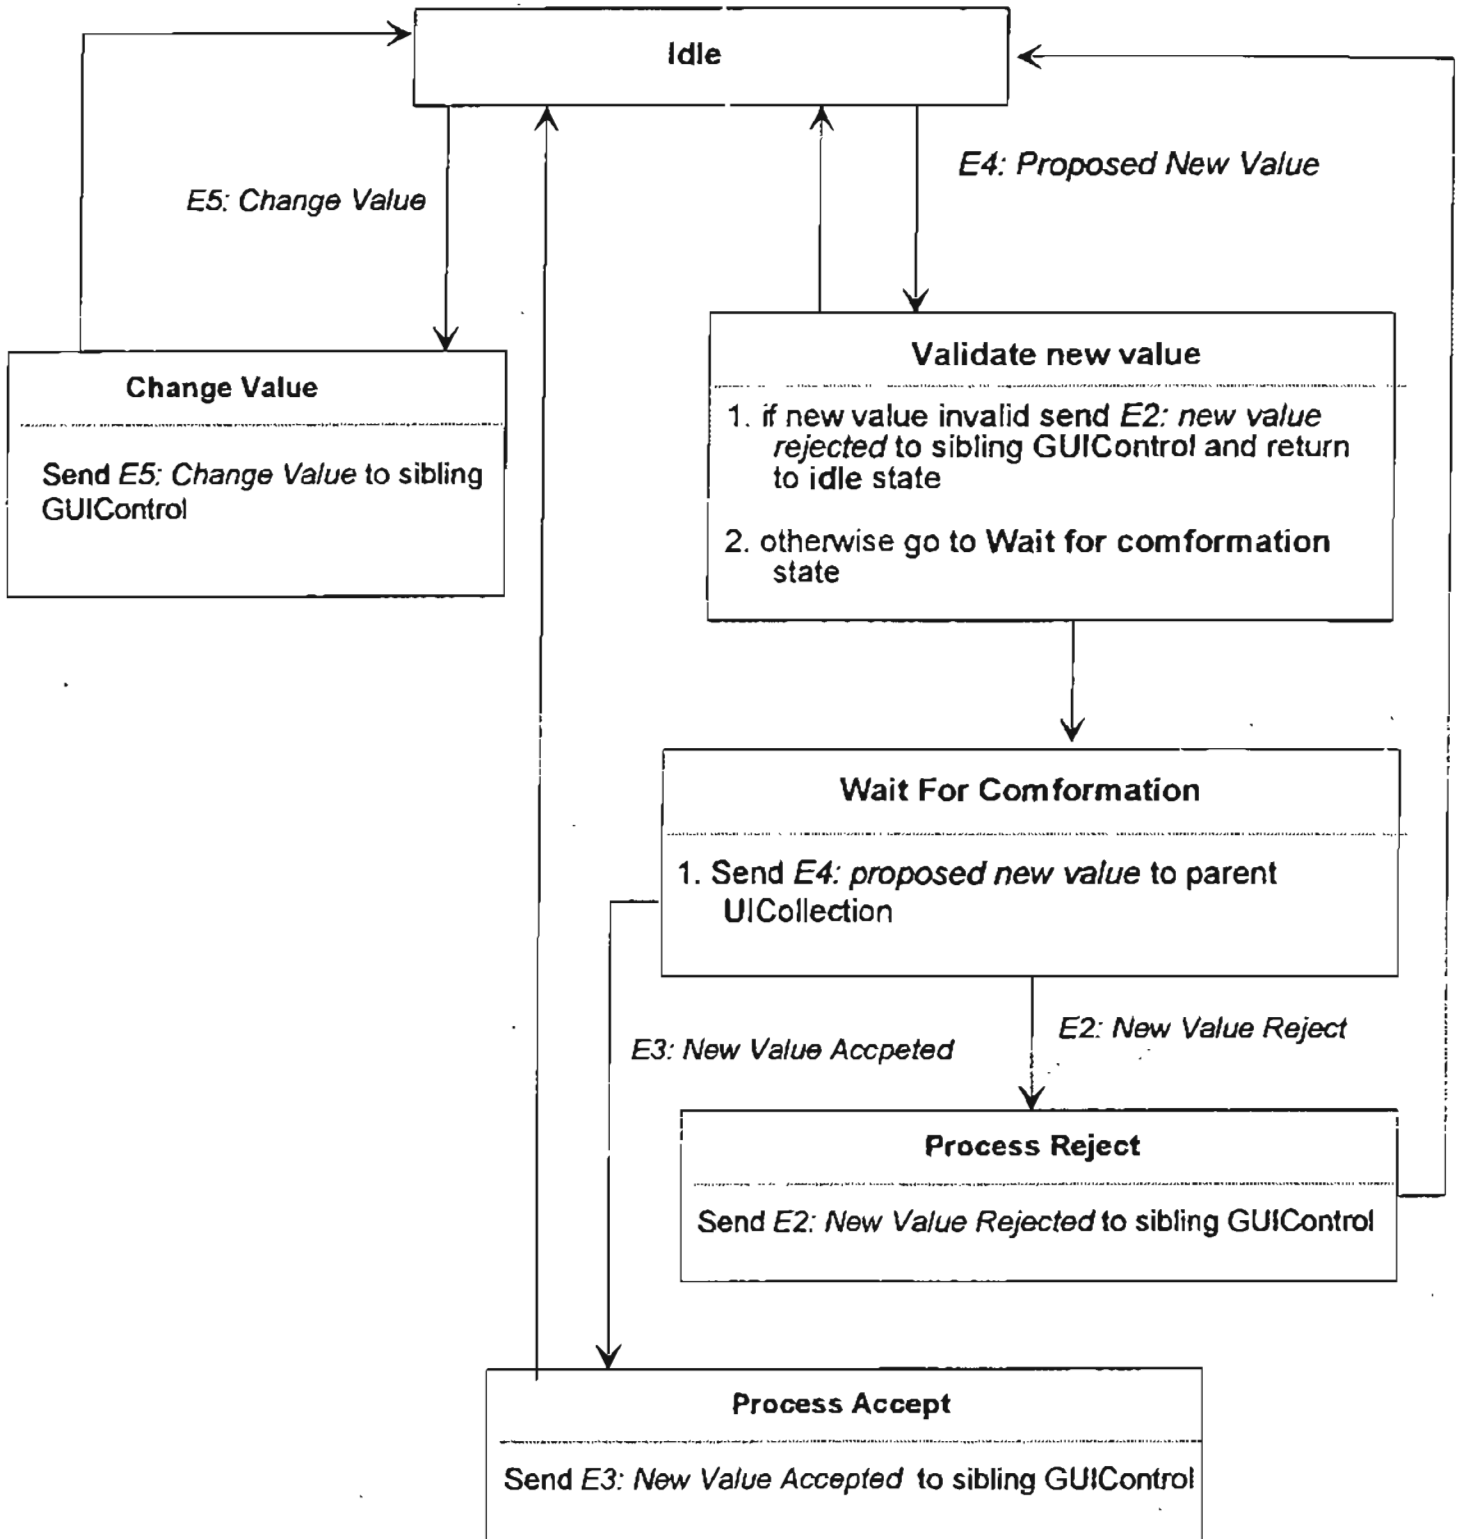 Idle
E4: Proposed New Value
E5: Change Value
Validate new value
1. if new value invalid send E2: new value
rejected to sibling GUIControl and return
to idle state
2. otherwise go to Wait for comformation
state
Change Value
Send E5: Change Value to sibling
GUIControl
Wait For Comformation
1. Send E4: proposed new value to parent
UICollection
E2: New Value Reject
E3: New Value Accpeted
Process Reject
Send E2: New Value Rejected to sibling GUIControl
Process Accept
Send E3: New Value Accepted to sibling GUIControl